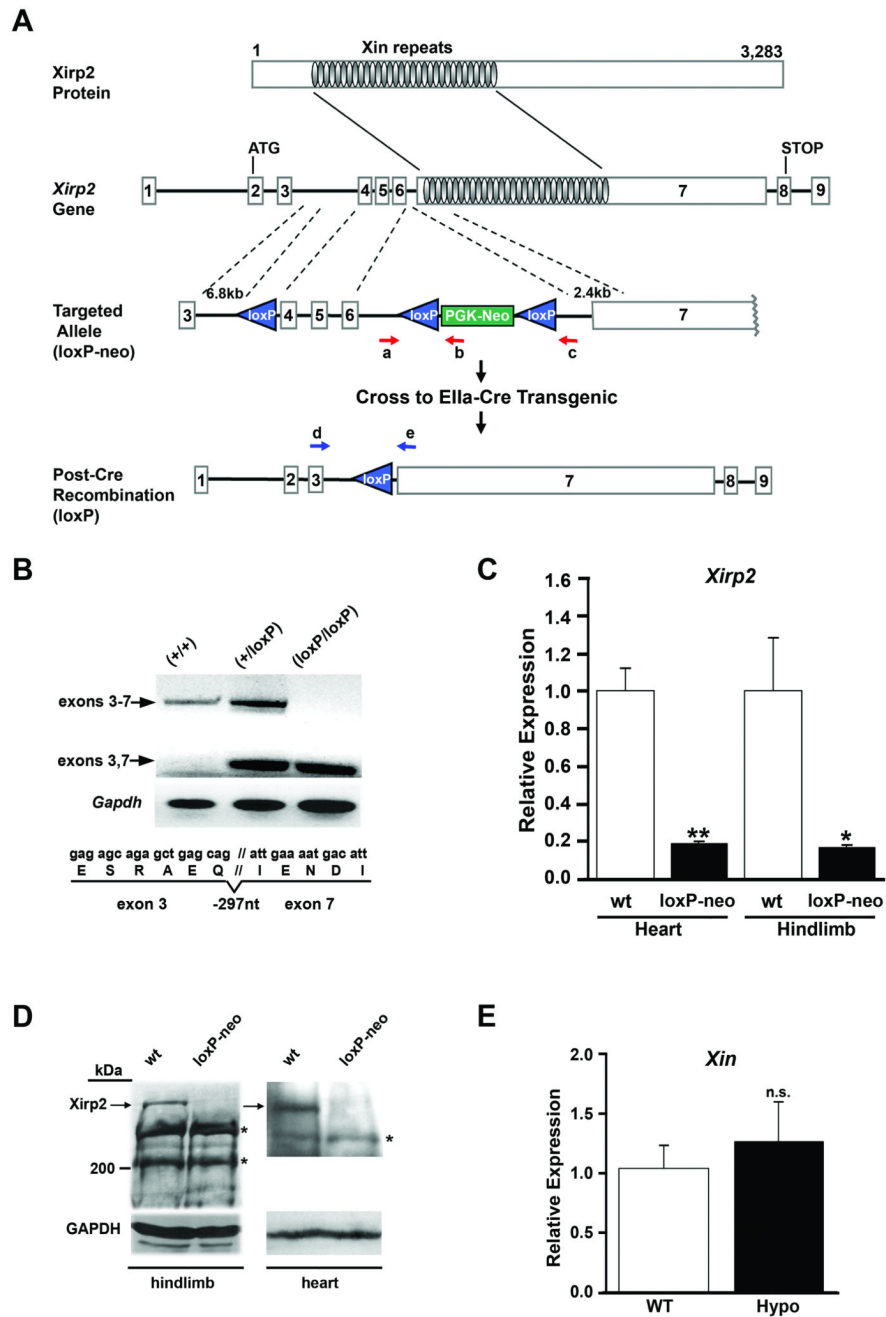 A
Xin repeats
1
3,283
Xirp2
Protein
ATG
STOP
Xirp2
Gene
1
2
3
4
5
6
7
8
9
6.8kb
2.4kb
Targeted
Allele
(loxP-neo)
3
loxP
4
5
6
loxP
PGK-Neo
loxP
7
a
b
c
Cross to EIIa-Cre Transgenic
d
e
Post-Cre
Recombination
(loxP)
1
2
3
loxP
7
8
9
B
(+/+)
(+/loxP)
(loxP/loxP)
exons 3-7
exons 3,7
Gapdh
gag agc aga gct gag cag // att gaa aat gac att
E S R A E Q // I E N D I
exon 3
-297nt
exon 7
C
Xirp2
Relative Expression
1.6
1.4
1.2
1.0
0.8
0.6
0.4
0.2
0.0
**
*
wt
loxP-neo
wt
loxP-neo
Heart
Hindlimb
D
wt
loxP-neo
wt
loxP-neo
kDa
Xirp2
*
*
*
200
GAPDH
hindlimb
heart
E
Xin
Relative Expression
2.0
1.5
1.0
0.5
0.0
n.s.
WT
Hypo